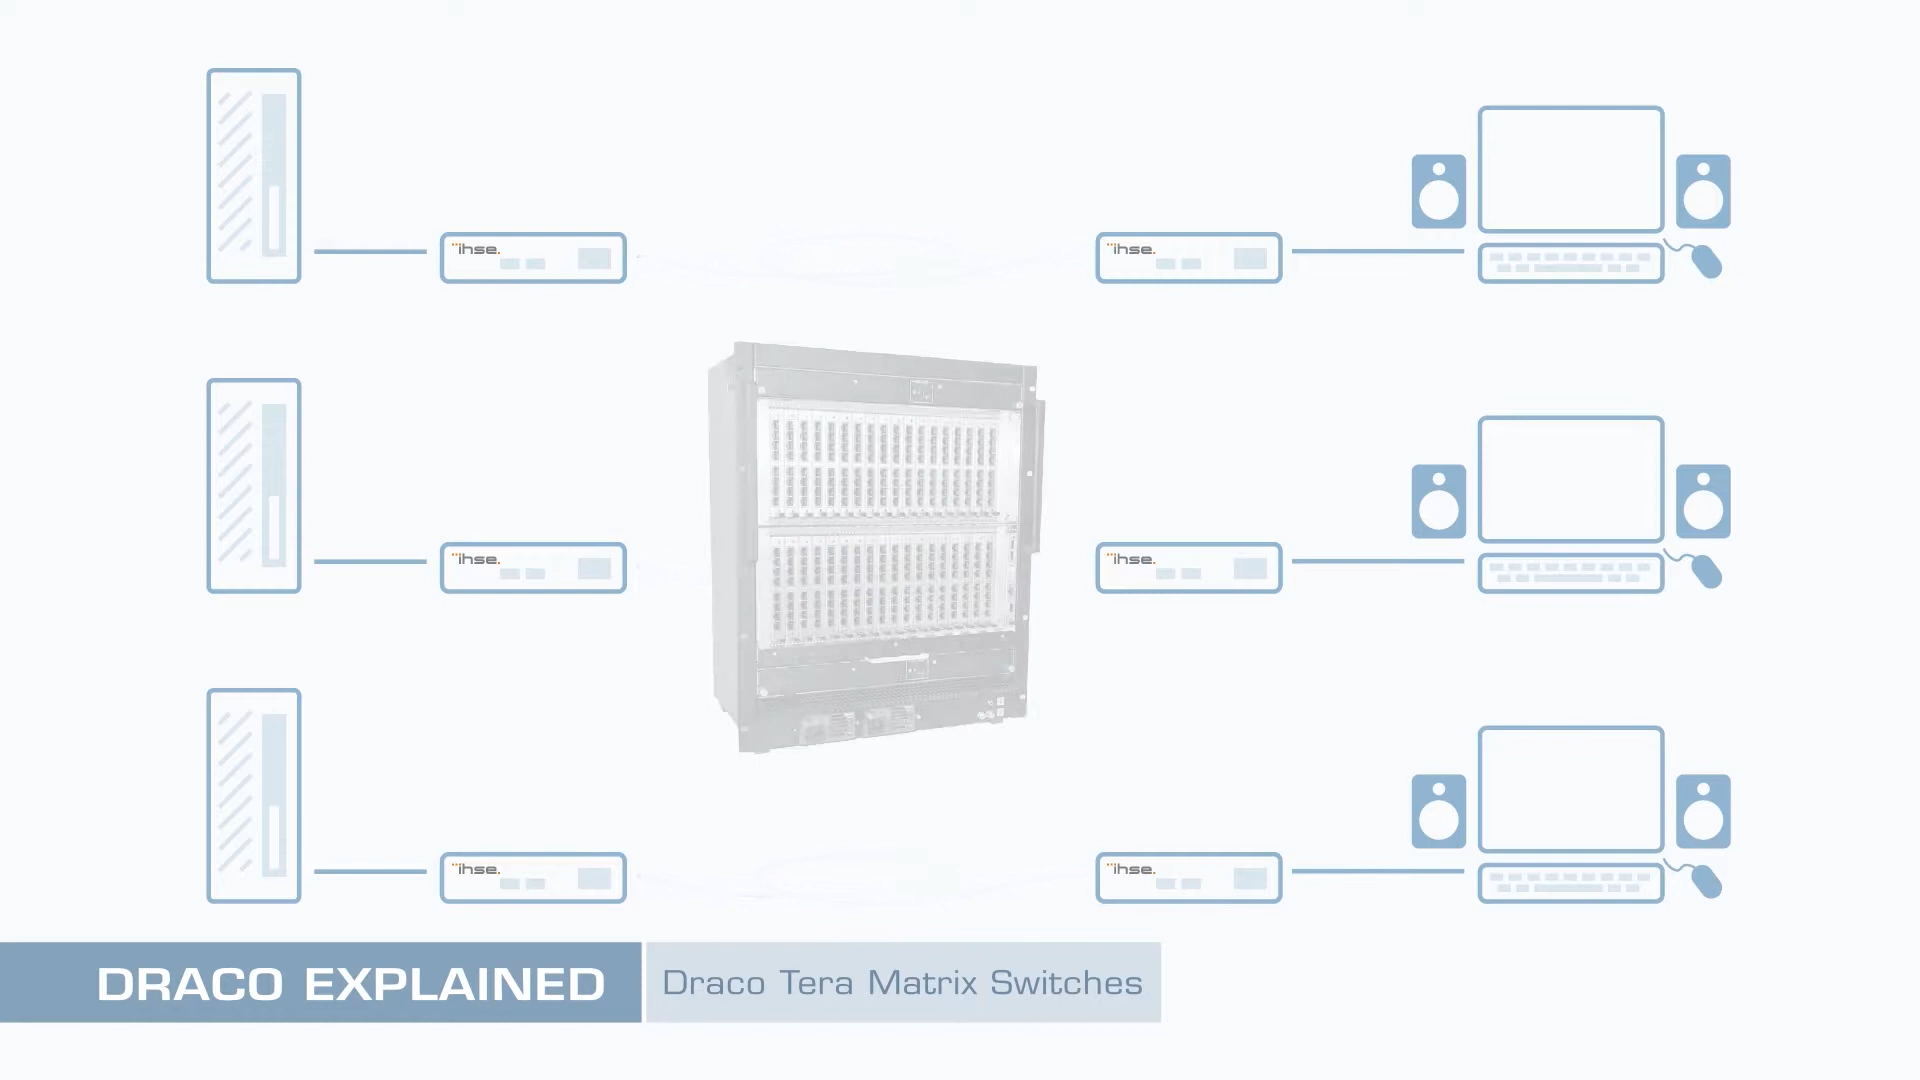 ihse.
ihse.
ihse.
ihse.
ihse.
ihse.
DRACO EXPLAINED
Draco Tera Matrix Switches